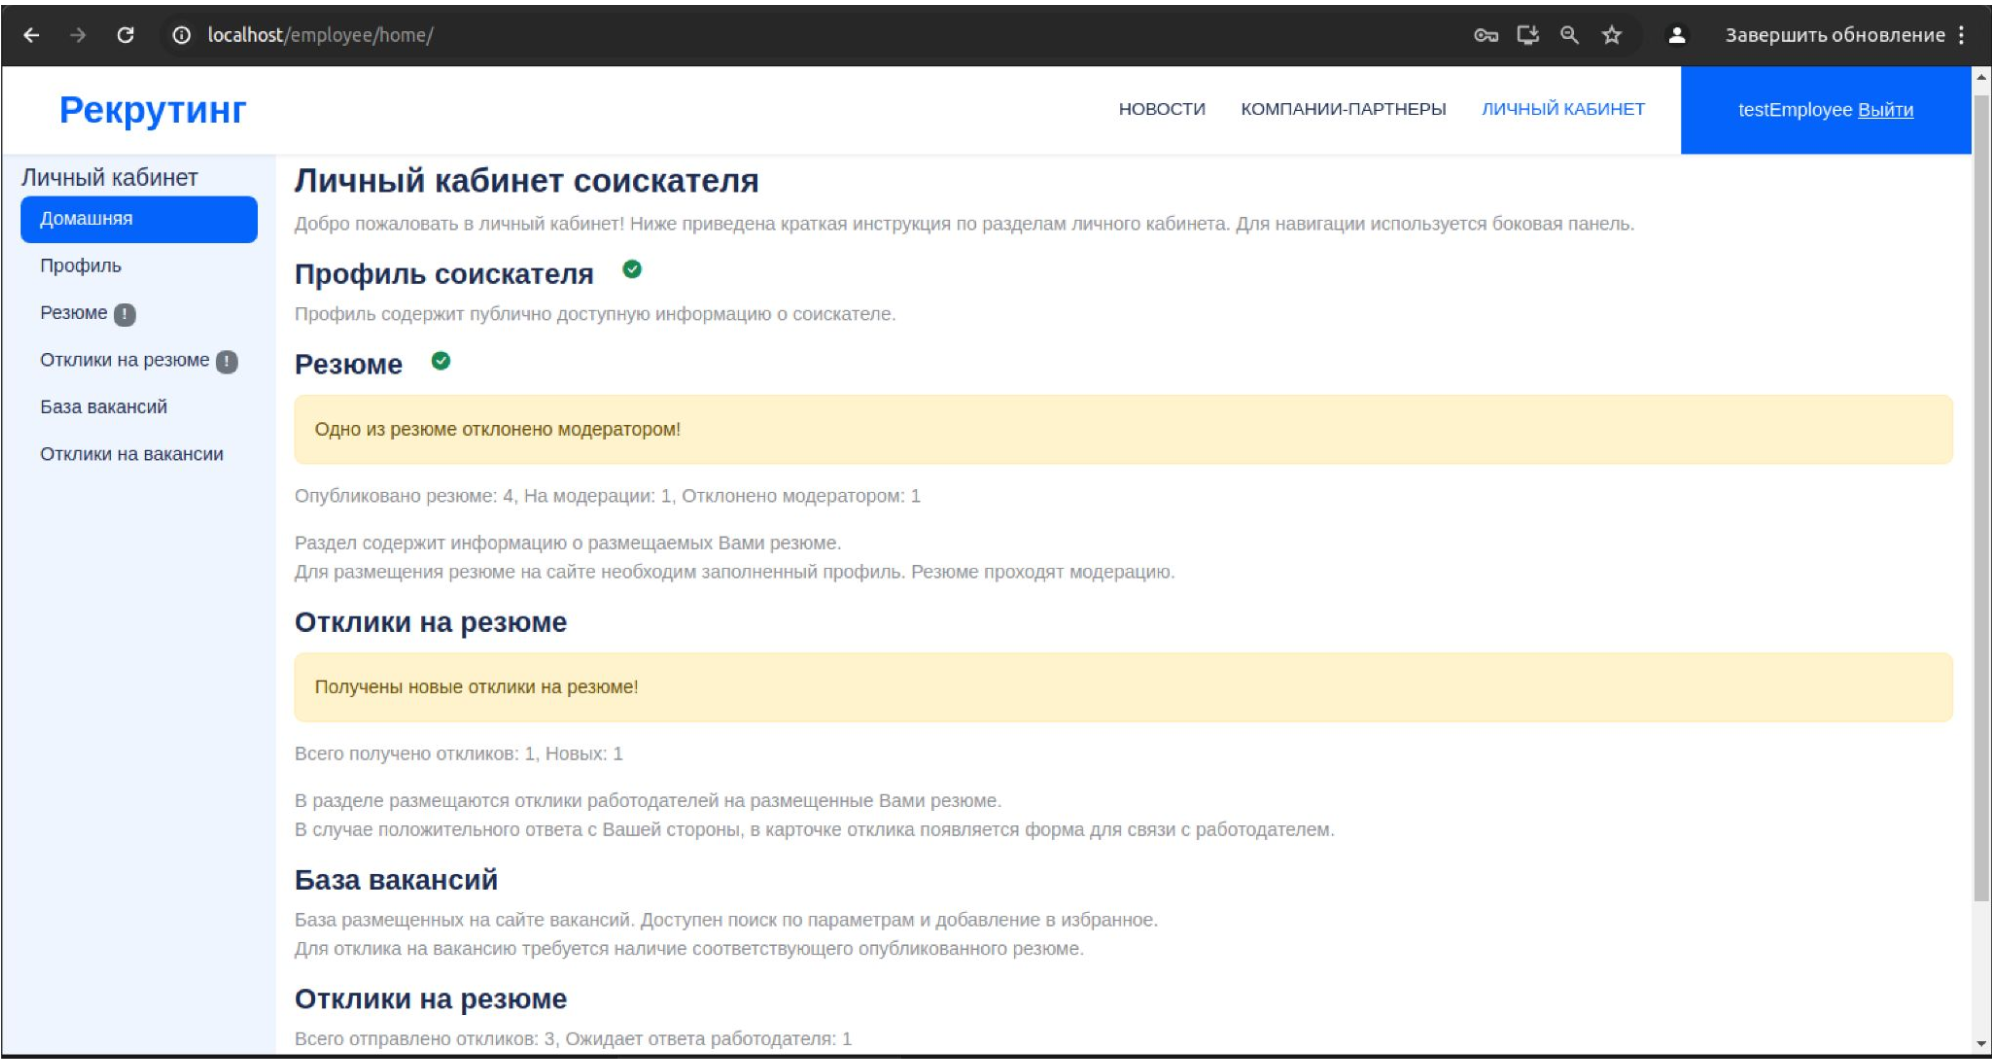 localhost/employee/home/
Завершить обновление
Рекрутинг
НОВОСТИ КОМПАНИИ-ПАРТНЕРЫ ЛИЧНЫЙ КАБИНЕТ testEmployee Выйти
Личный кабинет
Домашняя
Профиль
Резюме !
Отклики на резюме !
База вакансий
Отклики на вакансии
Личный кабинет соискателя
Добро пожаловать в личный кабинет! Ниже приведена краткая инструкция по разделам личного кабинета. Для навигации используется боковая панель.
Профиль соискателя
Профиль содержит публично доступную информацию о соискателе.
Резюме
Одно из резюме отклонено модератором!
Опубликовано резюме: 4, На модерации: 1, Отклонено модератором: 1
Раздел содержит информацию о размещаемых Вами резюме.
Для размещения резюме на сайте необходим заполненный профиль. Резюме проходят модерацию.
Отклики на резюме
Получены новые отклики на резюме!
Всего получено откликов: 1, Новых: 1
В разделе размещаются отклики работодателей на размещенные Вами резюме.
В случае положительного ответа с Вашей стороны, в карточке отклика появляется форма для связи с работодателем.
База вакансий
База размещенных на сайте вакансий. Доступен поиск по параметрам и добавление в избранное.
Для отклика на вакансию требуется наличие соответствующего опубликованного резюме.
Отклики на резюме
Всего отправлено откликов: 3, Ожидает ответа работодателя: 1